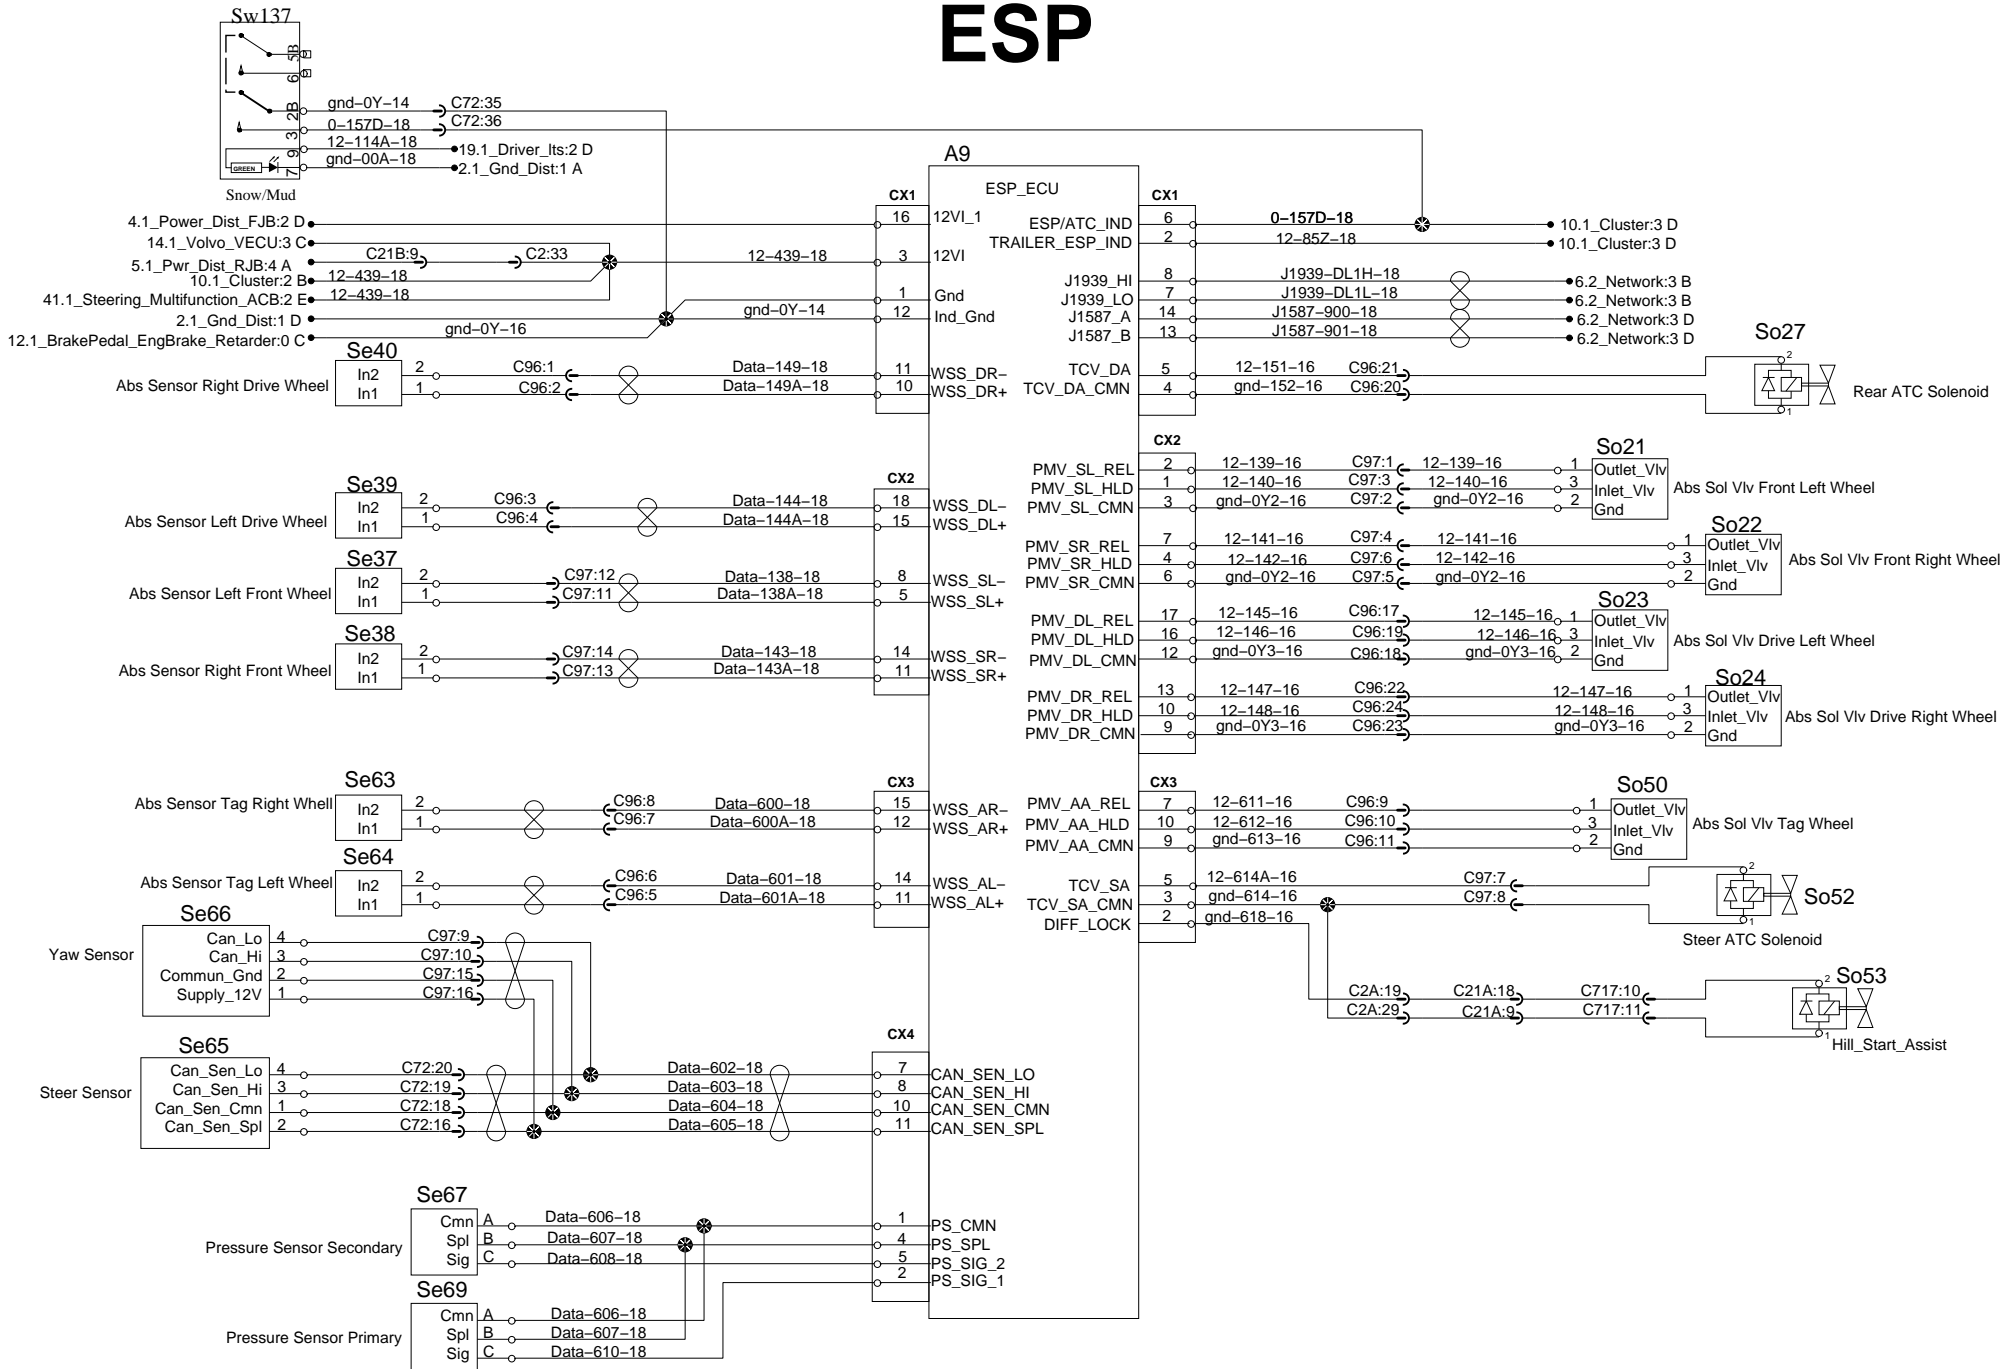 ESP
Sw137
5B
6
2B
3
9
7
GREEN
Snow/Mud
gnd−0Y−14
C72:35
0−157D−18
C72:36
12−114A−18
19.1_Driver_lts:2 D
gnd−00A−18
2.1_Gnd_Dist:1 A
A9
ESP_ECU
CX1
4.1_Power_Dist_FJB:2 D
16
12VI_1
14.1_Volvo_VECU:3 C
C21B:9
C2:33
12−439−18
3
12VI
5.1_Pwr_Dist_RJB:4 A
10.1_Cluster:2 B
12−439−18
41.1_Steering_Multifunction_ACB:2 E
12−439−18
1
Gnd
2.1_Gnd_Dist:1 D
gnd−0Y−14
12
Ind_Gnd
gnd−0Y−16
12.1_BrakePedal_EngBrake_Retarder:0 C
Se40
Abs Sensor Right Drive Wheel
In2
2
C96:1
Data−149−18
11
WSS_DR−
In1
1
C96:2
Data−149A−18
10
WSS_DR+
CX1
ESP/ATC_IND
6
0−157D−18
10.1_Cluster:3 D
TRAILER_ESP_IND
2
12−85Z−18
10.1_Cluster:3 D
J1939_HI
8
J1939−DL1H−18
6.2_Network:3 B
J1939_LO
7
J1939−DL1L−18
6.2_Network:3 B
J1587_A
14
J1587−900−18
6.2_Network:3 D
J1587_B
13
J1587−901−18
6.2_Network:3 D
So27
TCV_DA
5
12−151−16
C96:21
2
TCV_DA_CMN
4
gnd−152−16
C96:20
1
Rear ATC Solenoid
CX2
Se39
Abs Sensor Left Drive Wheel
In2
2
C96:3
Data−144−18
18
WSS_DL−
In1
1
C96:4
Data−144A−18
15
WSS_DL+
Se37
Abs Sensor Left Front Wheel
In2
2
C97:12
Data−138−18
8
WSS_SL−
In1
1
C97:11
Data−138A−18
5
WSS_SL+
Se38
Abs Sensor Right Front Wheel
In2
2
C97:14
Data−143−18
14
WSS_SR−
In1
1
C97:13
Data−143A−18
11
WSS_SR+
CX2
So21
PMV_SL_REL
2
12−139−16
C97:1
12−139−16
1
Outlet_Vlv
PMV_SL_HLD
1
12−140−16
C97:3
12−140−16
3
Inlet_Vlv
Abs Sol Vlv Front Left Wheel
PMV_SL_CMN
3
gnd−0Y2−16
C97:2
gnd−0Y2−16
2
Gnd
So22
PMV_SR_REL
7
12−141−16
C97:4
12−141−16
1
Outlet_Vlv
PMV_SR_HLD
4
12−142−16
C97:6
12−142−16
3
Inlet_Vlv
Abs Sol Vlv Front Right Wheel
PMV_SR_CMN
6
gnd−0Y2−16
C97:5
gnd−0Y2−16
2
Gnd
So23
PMV_DL_REL
17
12−145−16
C96:17
12−145−16
1
Outlet_Vlv
PMV_DL_HLD
16
12−146−16
C96:19
12−146−16
3
Inlet_Vlv
Abs Sol Vlv Drive Left Wheel
PMV_DL_CMN
12
gnd−0Y3−16
C96:18
gnd−0Y3−16
2
Gnd
So24
PMV_DR_REL
13
12−147−16
C96:22
12−147−16
1
Outlet_Vlv
PMV_DR_HLD
10
12−148−16
C96:24
12−148−16
3
Inlet_Vlv
Abs Sol Vlv Drive Right Wheel
PMV_DR_CMN
9
gnd−0Y3−16
C96:23
gnd−0Y3−16
2
Gnd
CX3
Se63
Abs Sensor Tag Right Whell
In2
2
C96:8
Data−600−18
15
WSS_AR−
In1
1
C96:7
Data−600A−18
12
WSS_AR+
Se64
Abs Sensor Tag Left Wheel
In2
2
C96:6
Data−601−18
14
WSS_AL−
In1
1
C96:5
Data−601A−18
11
WSS_AL+
CX3
So50
PMV_AA_REL
7
12−611−16
C96:9
1
Outlet_Vlv
PMV_AA_HLD
10
12−612−16
C96:10
3
Inlet_Vlv
Abs Sol Vlv Tag Wheel
PMV_AA_CMN
9
gnd−613−16
C96:11
2
Gnd
TCV_SA
5
12−614A−16
C97:7
2
TCV_SA_CMN
3
gnd−614−16
C97:8
1
So52
DIFF_LOCK
2
gnd−618−16
Steer ATC Solenoid
So53
C2A:19
C21A:18
C717:10
2
C2A:29
C21A:9
C717:11
1
Hill_Start_Assist
Se66
Yaw Sensor
Can_Lo
4
C97:9
Can_Hi
3
C97:10
Commun_Gnd
2
C97:15
Supply_12V
1
C97:16
CX4
Se65
Steer Sensor
Can_Sen_Lo
4
C72:20
Data−602−18
7
CAN_SEN_LO
Can_Sen_Hi
3
C72:19
Data−603−18
8
CAN_SEN_HI
Can_Sen_Cmn
1
C72:18
Data−604−18
10
CAN_SEN_CMN
Can_Sen_Spl
2
C72:16
Data−605−18
11
CAN_SEN_SPL
Se67
Pressure Sensor Secondary
Cmn
A
Data−606−18
1
PS_CMN
Spl
B
Data−607−18
4
PS_SPL
Sig
C
Data−608−18
5
PS_SIG_2
2
PS_SIG_1
Se69
Pressure Sensor Primary
Cmn
A
Data−606−18
Spl
B
Data−607−18
Sig
C
Data−610−18